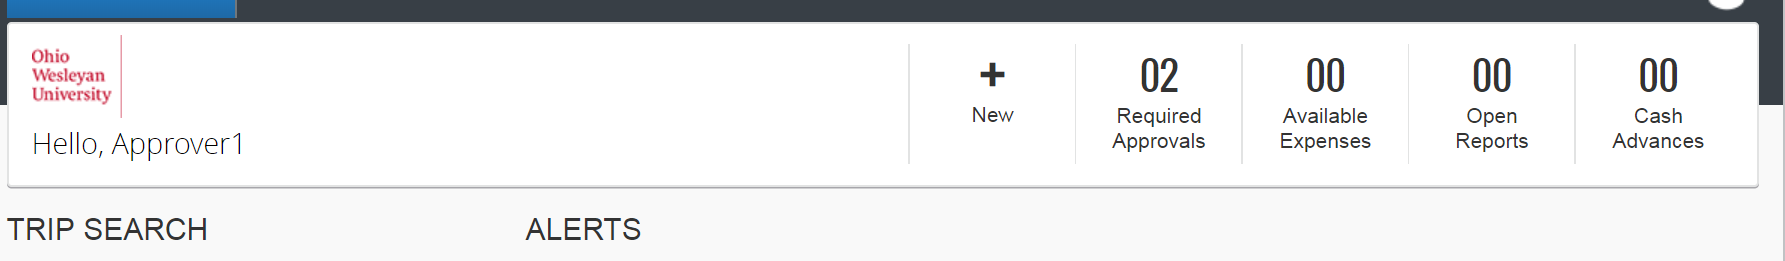 Ohio
Wesleyan
University
Hello, Approver1
+
New
02
Required
Approvals
00
Available
Expenses
00
Open
Reports
00
Cash
Advances
TRIP SEARCH
ALERTS